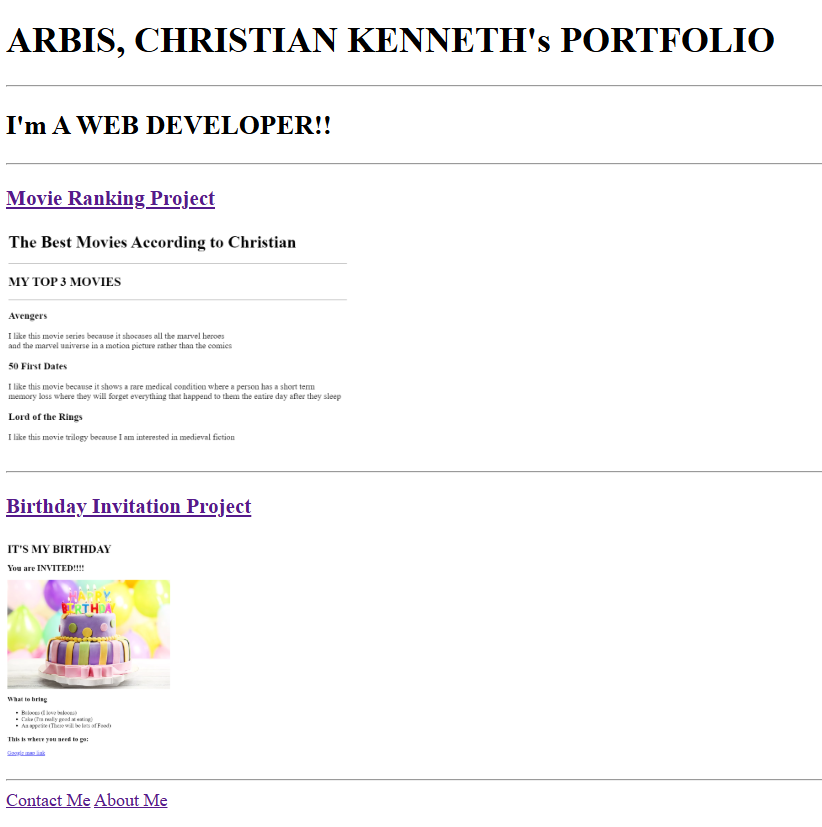 ARBIS, CHRISTIAN KENNETH's PORTFOLIO
I'm A WEB DEVELOPER!!
Movie Ranking Project
The Best Movies According to Christian
MY TOP 3 MOVIES
Avengers
I like this movie series because it shocases all the marvel heroes
and the marvel universe in a motion picture rather than the comics
50 First Dates
I like this movie because it shows a rare medical condition where a person has a short term
memory loss where they will forget everything that happend to them the entire day after they sleep
Lord of the Rings
I like this movie trilogy because I am interested in medieval fiction
Birthday Invitation Project
IT'S MY BIRTHDAY
You are INVITED!!!!
HAPPY
BIRTHDAY
What to bring
Baloons (I love baloons)
Cake (I'm really good at eating)
An appetite (There will be lots of Food)
This is where you need to go:
Google map link
Contact Me About Me